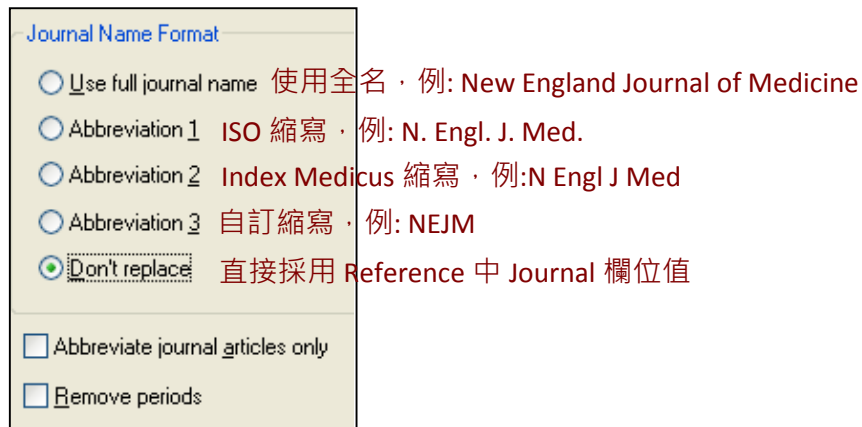 Journal Name Format
Use full journal name 使用全名，例: New England Journal of Medicine
Abbreviation 1 ISO 縮寫，例: N. Engl. J. Med.
Abbreviation 2 Index Medicus 縮寫，例:N Engl J Med
Abbreviation 3 自訂縮寫，例: NEJM
Don't replace 直接採用 Reference 中 Journal 欄位值
Abbreviate journal articles only
Remove periods